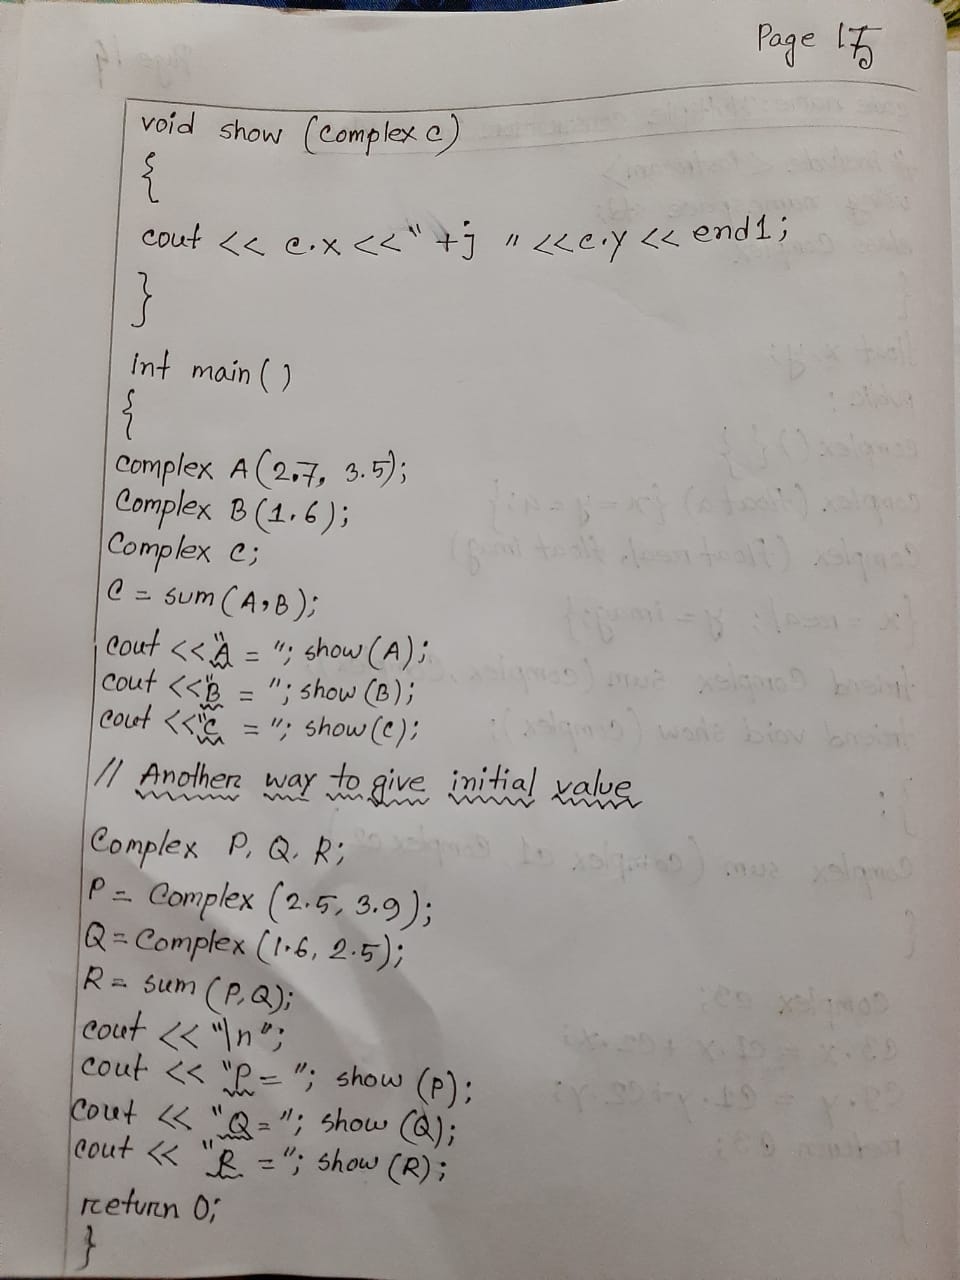 Page 15
void show (complex c)
{
cout << c.x <<" +j " <<c.y << endl;
}
int main()
{
complex A(2.7, 3.5);
Complex B(1.6);
Complex C;
C = sum(A,B);
cout <<"A = "; show(A);
cout <<"B = "; show(B);
cout <<"C = "; show(C);
// Another way to give initial value
Complex P, Q, R;
P = Complex (2.5, 3.9);
Q = Complex (1.6, 2.5);
R = sum (P,Q);
cout << "\n";
cout << "P = "; show (P);
Cout << "Q = "; show (Q);
cout << "R = "; show (R);
return 0;
}